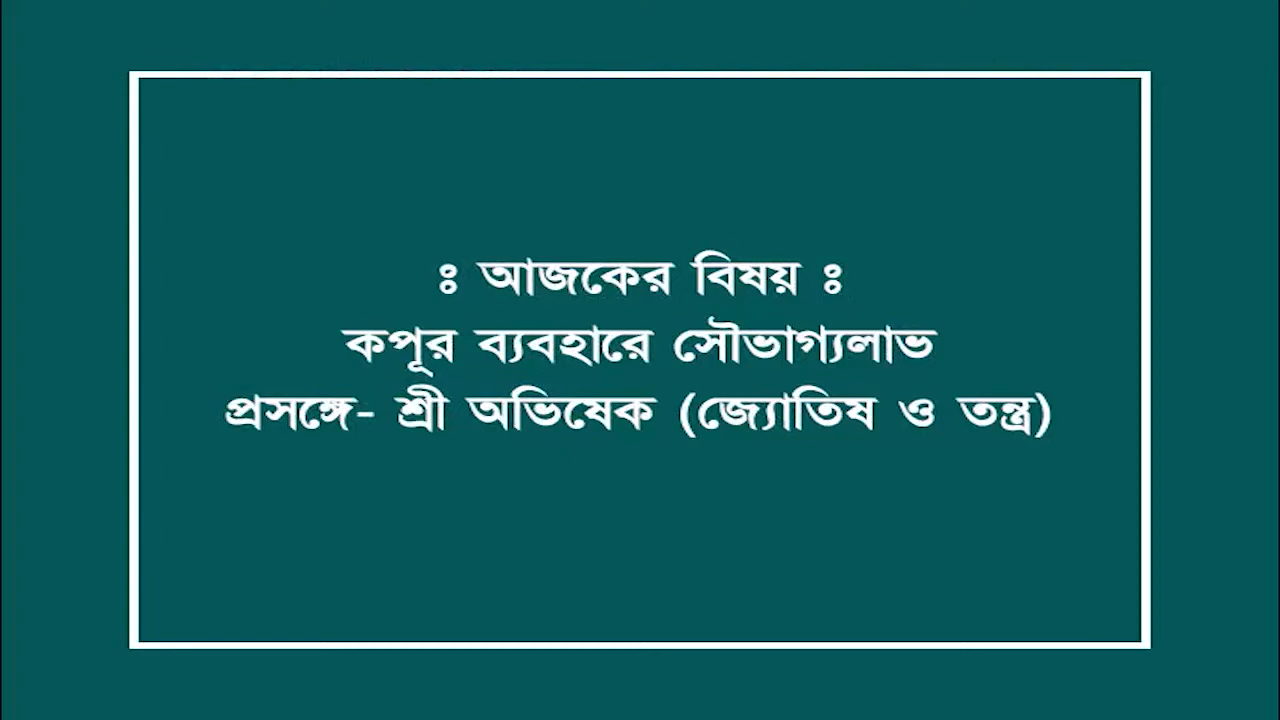 ঃ আজকের বিষয় ঃ
কপূর ব্যবহারে সৌভাগ্যলাভ
প্রসঙ্গে- শ্রী অভিষেক (জ্যোতিষ ও তন্ত্র)